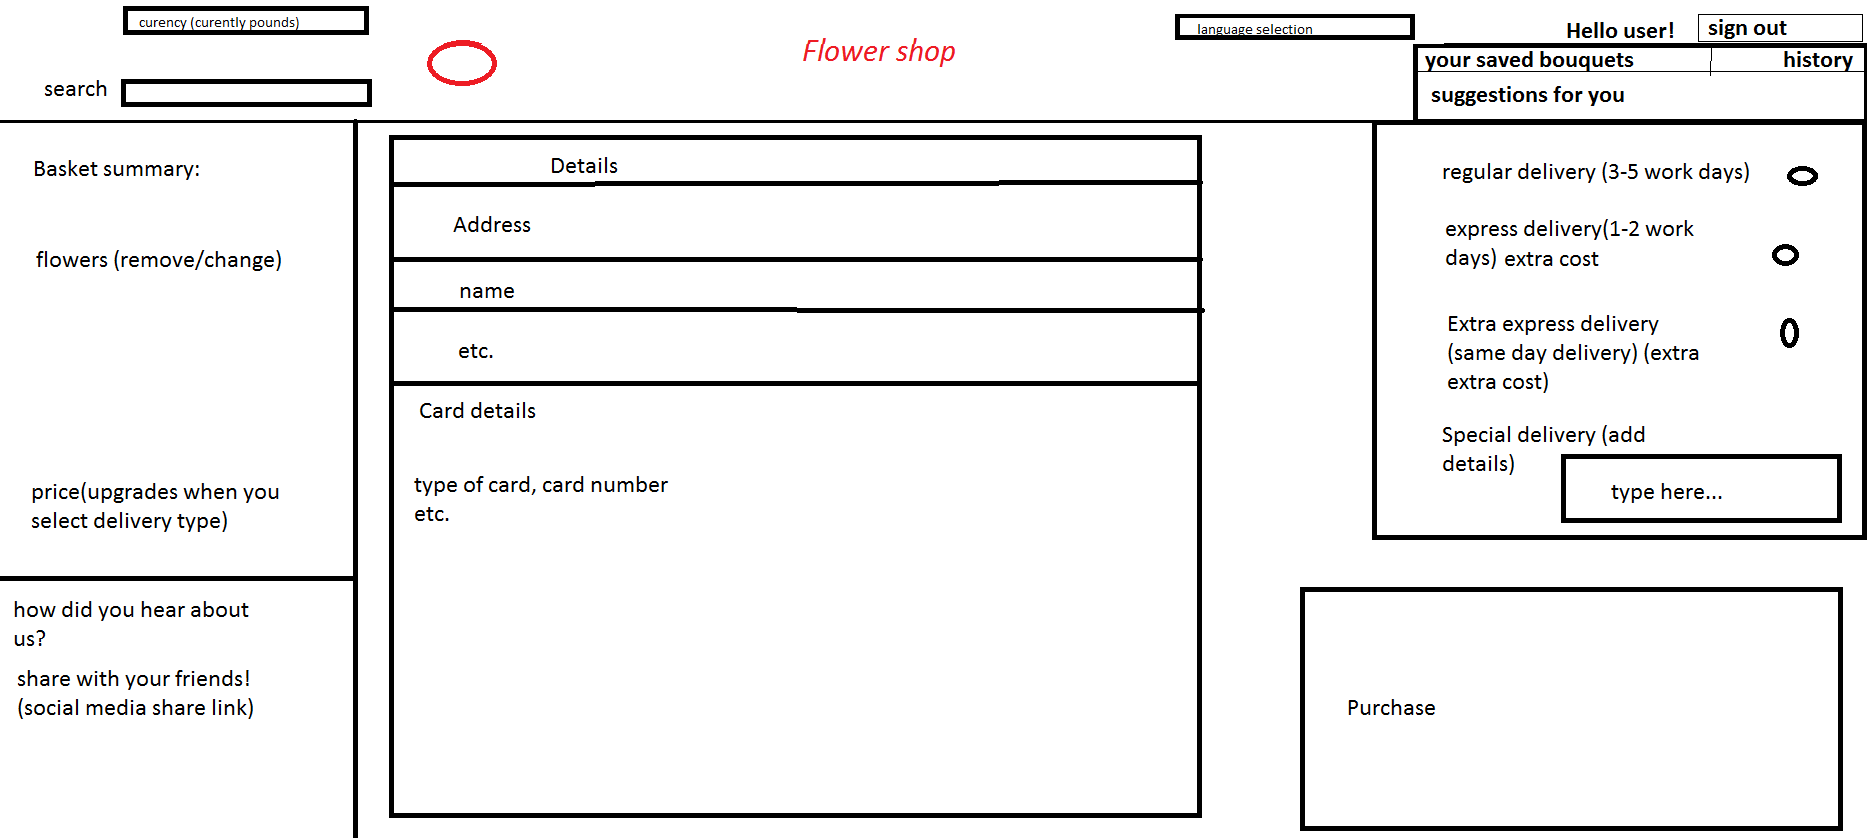 curency (curently pounds)
search
Flower shop
language selection
Hello user!
sign out
your saved bouquets
history
suggestions for you
Basket summary:
flowers (remove/change)
price(upgrades when you
select delivery type)
how did you hear about
us?
share with your friends!
(social media share link)
Details
Address
name
etc.
Card details
type of card, card number
etc.
regular delivery (3-5 work days)
express delivery(1-2 work
days) extra cost
Extra express delivery
(same day delivery) (extra
extra cost)
Special delivery (add
details)
type here...
Purchase